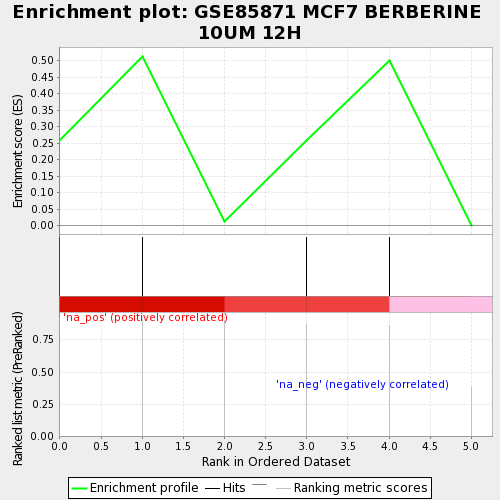 Enrichment plot: GSE85871 MCF7 BERBERINE
10UM 12H
Enrichment score (ES)
0.50
0.45
0.40
0.35
0.30
0.25
0.20
0.15
0.10
0.05
0.00
'na_pos' (positively correlated)
Ranked list metric (PreRanked)
0.75
0.50
0.25
0.00
'na_neg' (negatively correlated)
0.0 0.5 1.0 1.5 2.0 2.5 3.0 3.5 4.0 4.5 5.0
Rank in Ordered Dataset
Enrichment profile Hits Ranking metric scores